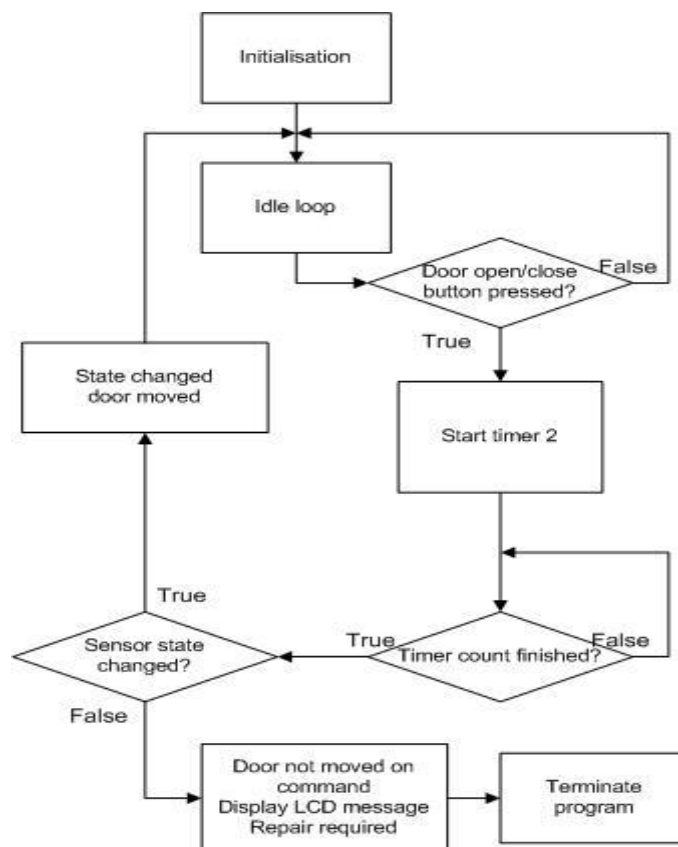 Initialisation
Idle loop
Door open/close
button pressed?
False
True
State changed
door moved
Start timer 2
True
Sensor state
changed?
True
Timer count finished?
False
False
Door not moved on
command
Display LCD message
Repair required
Terminate
program